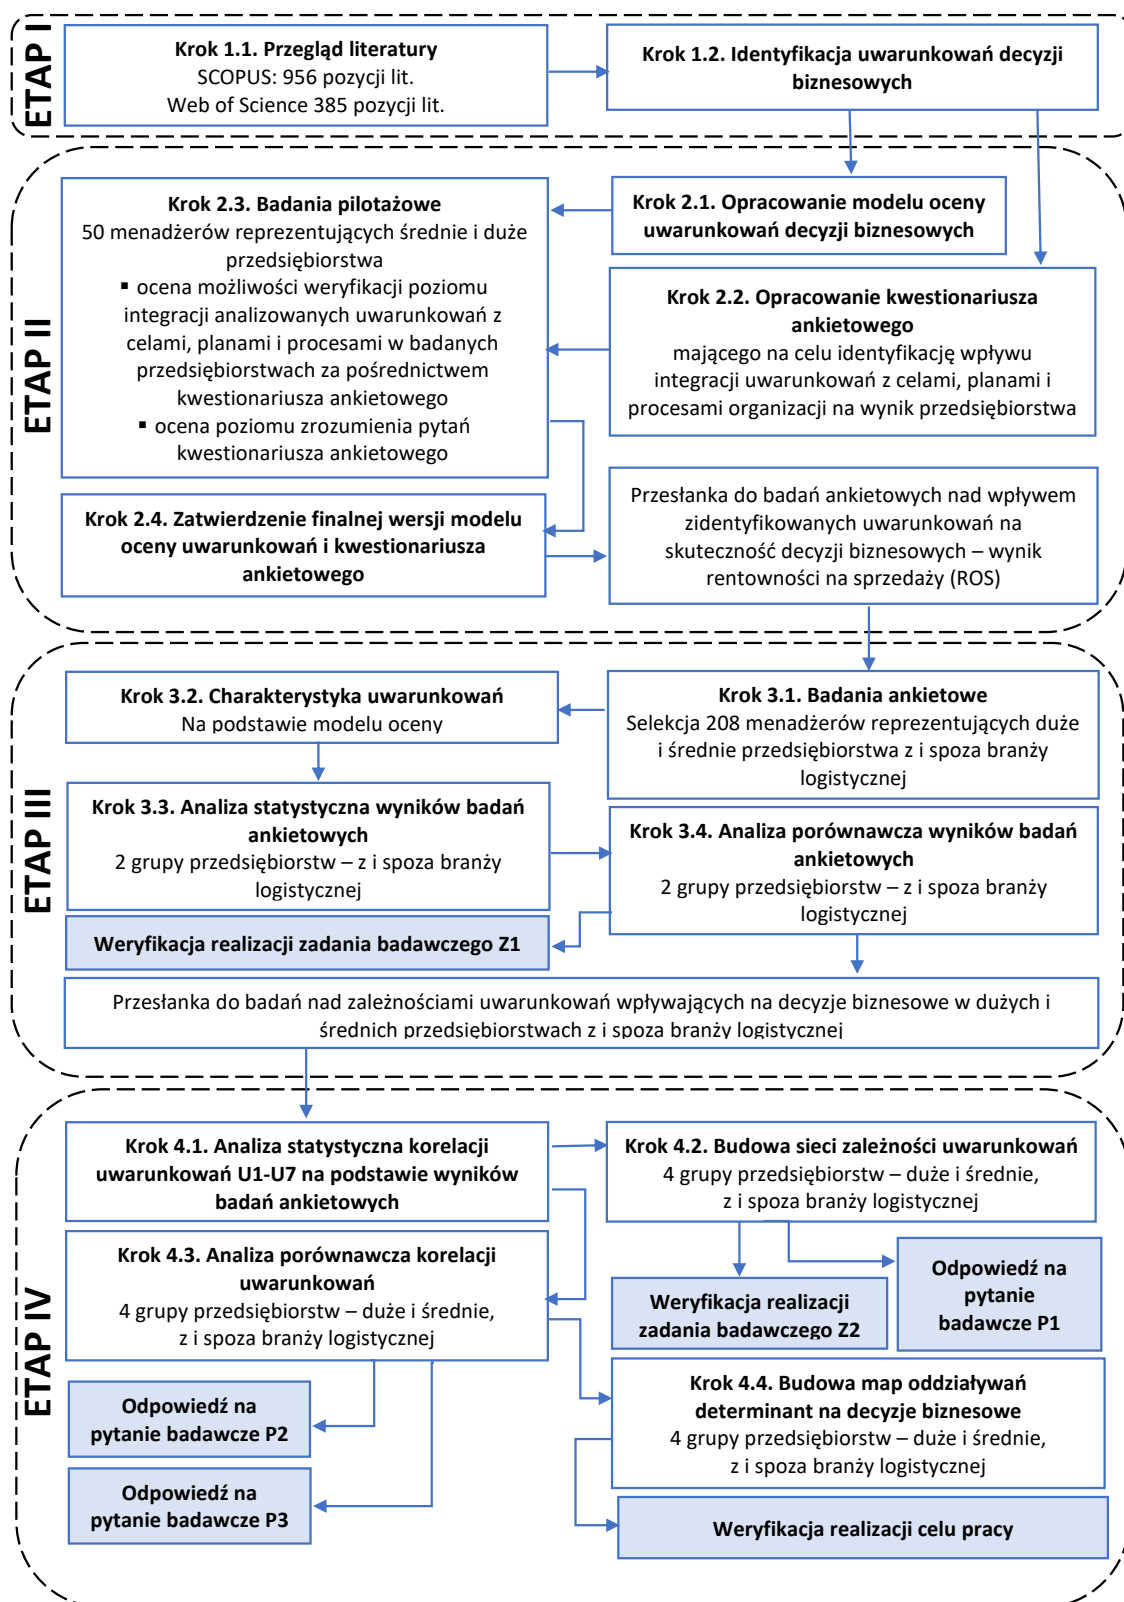 ETAP I
Krok 1.1. Przegląd literatury
SCOPUS: 956 pozycji lit.
Web of Science 385 pozycji lit.
Krok 1.2. Identyfikacja uwarunkowań decyzji
biznesowych
ETAP II
Krok 2.1. Opracowanie modelu oceny
uwarunkowań decyzji biznesowych
Krok 2.2. Opracowanie kwestionariusza
ankietowego
mającego na celu identyfikację wpływu
integracji uwarunkowań z celami, planami i
procesami organizacji na wynik przedsiębiorstwa
Krok 2.3. Badania pilotażowe
50 menadżerów reprezentujących średnie i duże
przedsiębiorstwa
▪ ocena możliwości weryfikacji poziomu
integracji analizowanych uwarunkowań z
celami, planami i procesami w badanych
przedsiębiorstwach za pośrednictwem
kwestionariusza ankietowego
▪ ocena poziomu zrozumienia pytań
kwestionariusza ankietowego
Krok 2.4. Zatwierdzenie finalnej wersji modelu
oceny uwarunkowań i kwestionariusza
ankietowego
Przesłanka do badań ankietowych nad wpływem
zidentyfikowanych uwarunkowań na
skuteczność decyzji biznesowych – wynik
rentowności na sprzedaży (ROS)
ETAP III
Krok 3.1. Badania ankietowe
Selekcja 208 menadżerów reprezentujących duże
i średnie przedsiębiorstwa z i spoza branży
logistycznej
Krok 3.2. Charakterystyka uwarunkowań
Na podstawie modelu oceny
Krok 3.3. Analiza statystyczna wyników badań
ankietowych
2 grupy przedsiębiorstw – z i spoza branży
logistycznej
Krok 3.4. Analiza porównawcza wyników badań
ankietowych
2 grupy przedsiębiorstw – z i spoza branży
logistycznej
Weryfikacja realizacji zadania badawczego Z1
Przesłanka do badań nad zależnościami uwarunkowań wpływających na decyzje biznesowe w dużych i
średnich przedsiębiorstwach z i spoza branży logistycznej
ETAP IV
Krok 4.1. Analiza statystyczna korelacji
uwarunkowań U1-U7 na podstawie wyników
badań ankietowych
Krok 4.2. Budowa sieci zależności uwarunkowań
4 grupy przedsiębiorstw – duże i średnie,
z i spoza branży logistycznej
Krok 4.3. Analiza porównawcza korelacji
uwarunkowań
4 grupy przedsiębiorstw – duże i średnie,
z i spoza branży logistycznej
Weryfikacja realizacji
zadania badawczego Z2
Odpowiedź na
pytanie
badawcze P1
Krok 4.4. Budowa map oddziaływań
determinant na decyzje biznesowe
4 grupy przedsiębiorstw – duże i średnie,
z i spoza branży logistycznej
Odpowiedź na
pytanie badawcze P2
Odpowiedź na
pytanie badawcze P3
Weryfikacja realizacji celu pracy